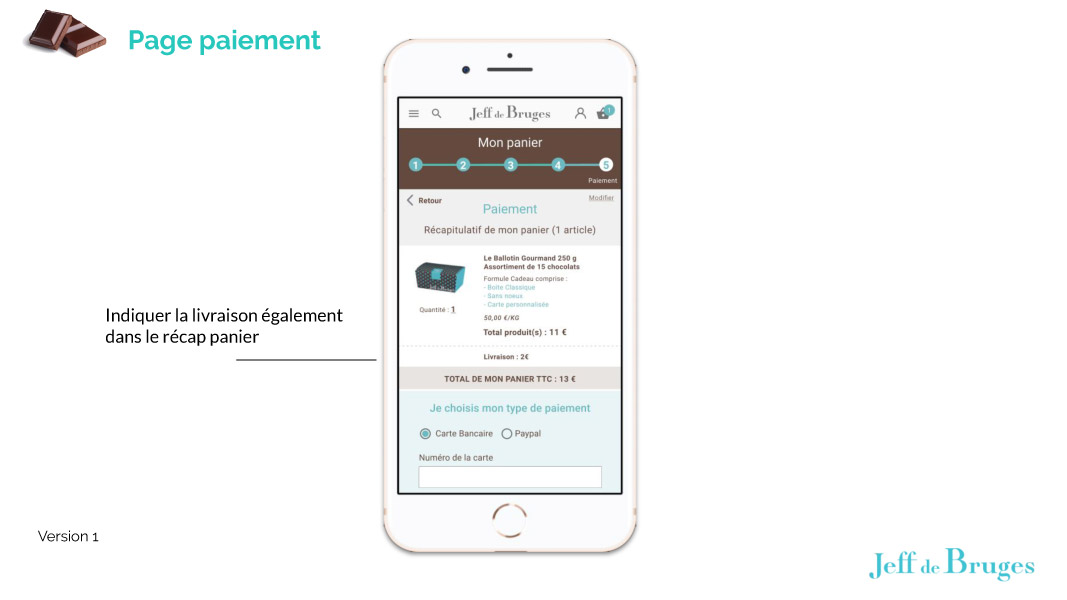 Page paiement
Jeff de Bruges
1
Mon panier
1 2 3 4 5
Paiement
Retour
Modifier
Paiement
Récapitulatif de mon panier (1 article)
Le Ballotin Gourmand 250 g
Assortiment de 15 chocolats
Formule Cadeau comprise :
- Boite Classique
- Sans noeux
- Carte personnalisée
Quantité : 1
50,00 €/KG
Total produit(s) : 11 €
Livraison : 2€
TOTAL DE MON PANIER TTC : 13 €
Je choisis mon type de paiement
Carte Bancaire Paypal
Numéro de la carte
Indiquer la livraison également
dans le récap panier
Version 1
Jeff de Bruges